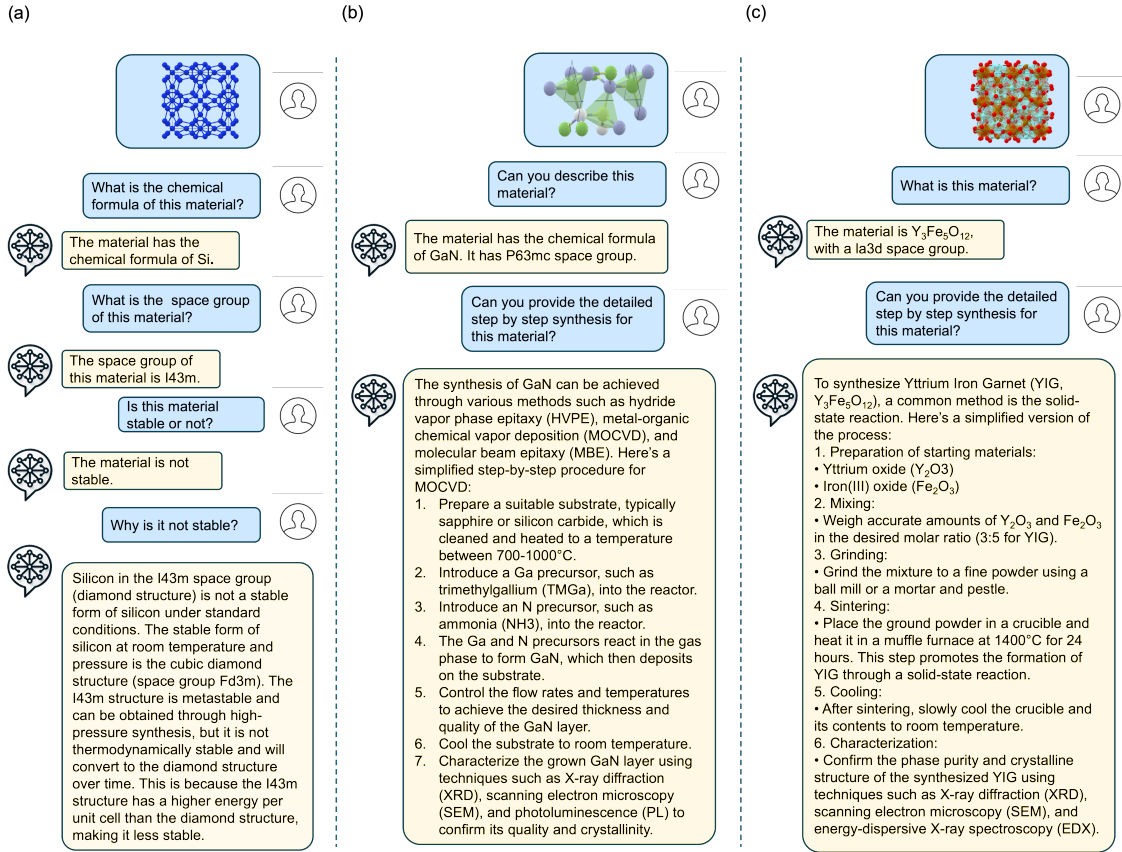 (a)
What is the chemical
formula of this material?
The material has the
chemical formula of Si.
What is the  space group
of this material?
The space group of
this material is I43m.
Is this material
stable or not?
The material is not
stable.
Why is it not stable?
Silicon in the I43m space group
(diamond structure) is not a stable
form of silicon under standard
conditions. The stable form of
silicon at room temperature and
pressure is the cubic diamond
structure (space group Fd3m). The
I43m structure is metastable and
can be obtained through high-
pressure synthesis, but it is not
thermodynamically stable and will
convert to the diamond structure
over time. This is because the I43m
structure has a higher energy per
unit cell than the diamond structure,
making it less stable.
(b)
Can you describe this
material?
The material has the chemical formula
of GaN. It has P63mc space group.
Can you provide the detailed
step by step synthesis for
this material?
The synthesis of GaN can be achieved
through various methods such as hydride
vapor phase epitaxy (HVPE), metal-organic
chemical vapor deposition (MOCVD), and
molecular beam epitaxy (MBE). Here's a
simplified step-by-step procedure for
MOCVD:
1. Prepare a suitable substrate, typically
sapphire or silicon carbide, which is
cleaned and heated to a temperature
between 700-1000°C.
2. Introduce a Ga precursor, such as
trimethylgallium (TMGa), into the reactor.
3. Introduce an N precursor, such as
ammonia (NH3), into the reactor.
4. The Ga and N precursors react in the gas
phase to form GaN, which then deposits
on the substrate.
5. Control the flow rates and temperatures
to achieve the desired thickness and
quality of the GaN layer.
6. Cool the substrate to room temperature.
7. Characterize the grown GaN layer using
techniques such as X-ray diffraction
(XRD), scanning electron microscopy
(SEM), and photoluminescence (PL) to
confirm its quality and crystallinity.
(c)
What is this material?
The material is Y₃Fe₅O₁₂,
with a Ia3d space group.
Can you provide the detailed
step by step synthesis for
this material?
To synthesize Yttrium Iron Garnet (YIG,
Y₃Fe₅O₁₂), a common method is the solid-
state reaction. Here's a simplified version of
the process:
1. Preparation of starting materials:
• Yttrium oxide (Y₂O3)
• Iron(III) oxide (Fe₂O₃)
2. Mixing:
• Weigh accurate amounts of Y₂O₃ and Fe₂O₃
in the desired molar ratio (3:5 for YIG).
3. Grinding:
• Grind the mixture to a fine powder using a
ball mill or a mortar and pestle.
4. Sintering:
• Place the ground powder in a crucible and
heat it in a muffle furnace at 1400°C for 24
hours. This step promotes the formation of
YIG through a solid-state reaction.
5. Cooling:
• After sintering, slowly cool the crucible and
its contents to room temperature.
6. Characterization:
• Confirm the phase purity and crystalline
structure of the synthesized YIG using
techniques such as X-ray diffraction (XRD),
scanning electron microscopy (SEM), and
energy-dispersive X-ray spectroscopy (EDX).